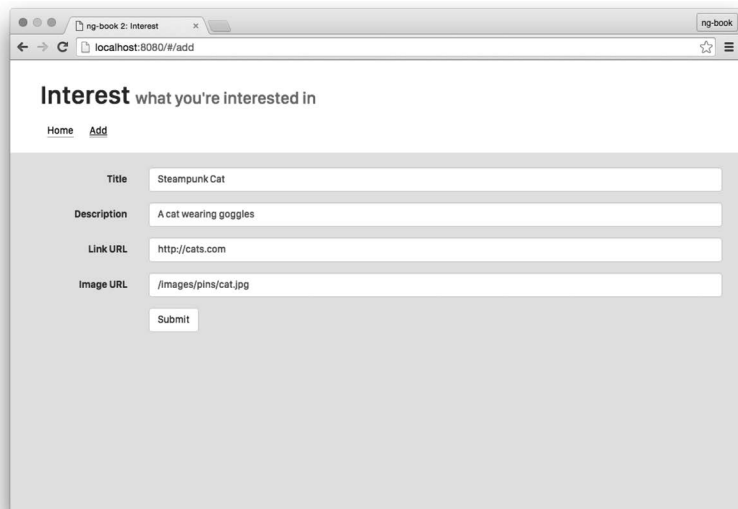 ng-book 2: Interest
ng-book
localhost:8080/#/add
Interest what you're interested in
Home Add
Title Steampunk Cat
Description A cat wearing goggles
Link URL http://cats.com
Image URL /images/pins/cat.jpg
Submit